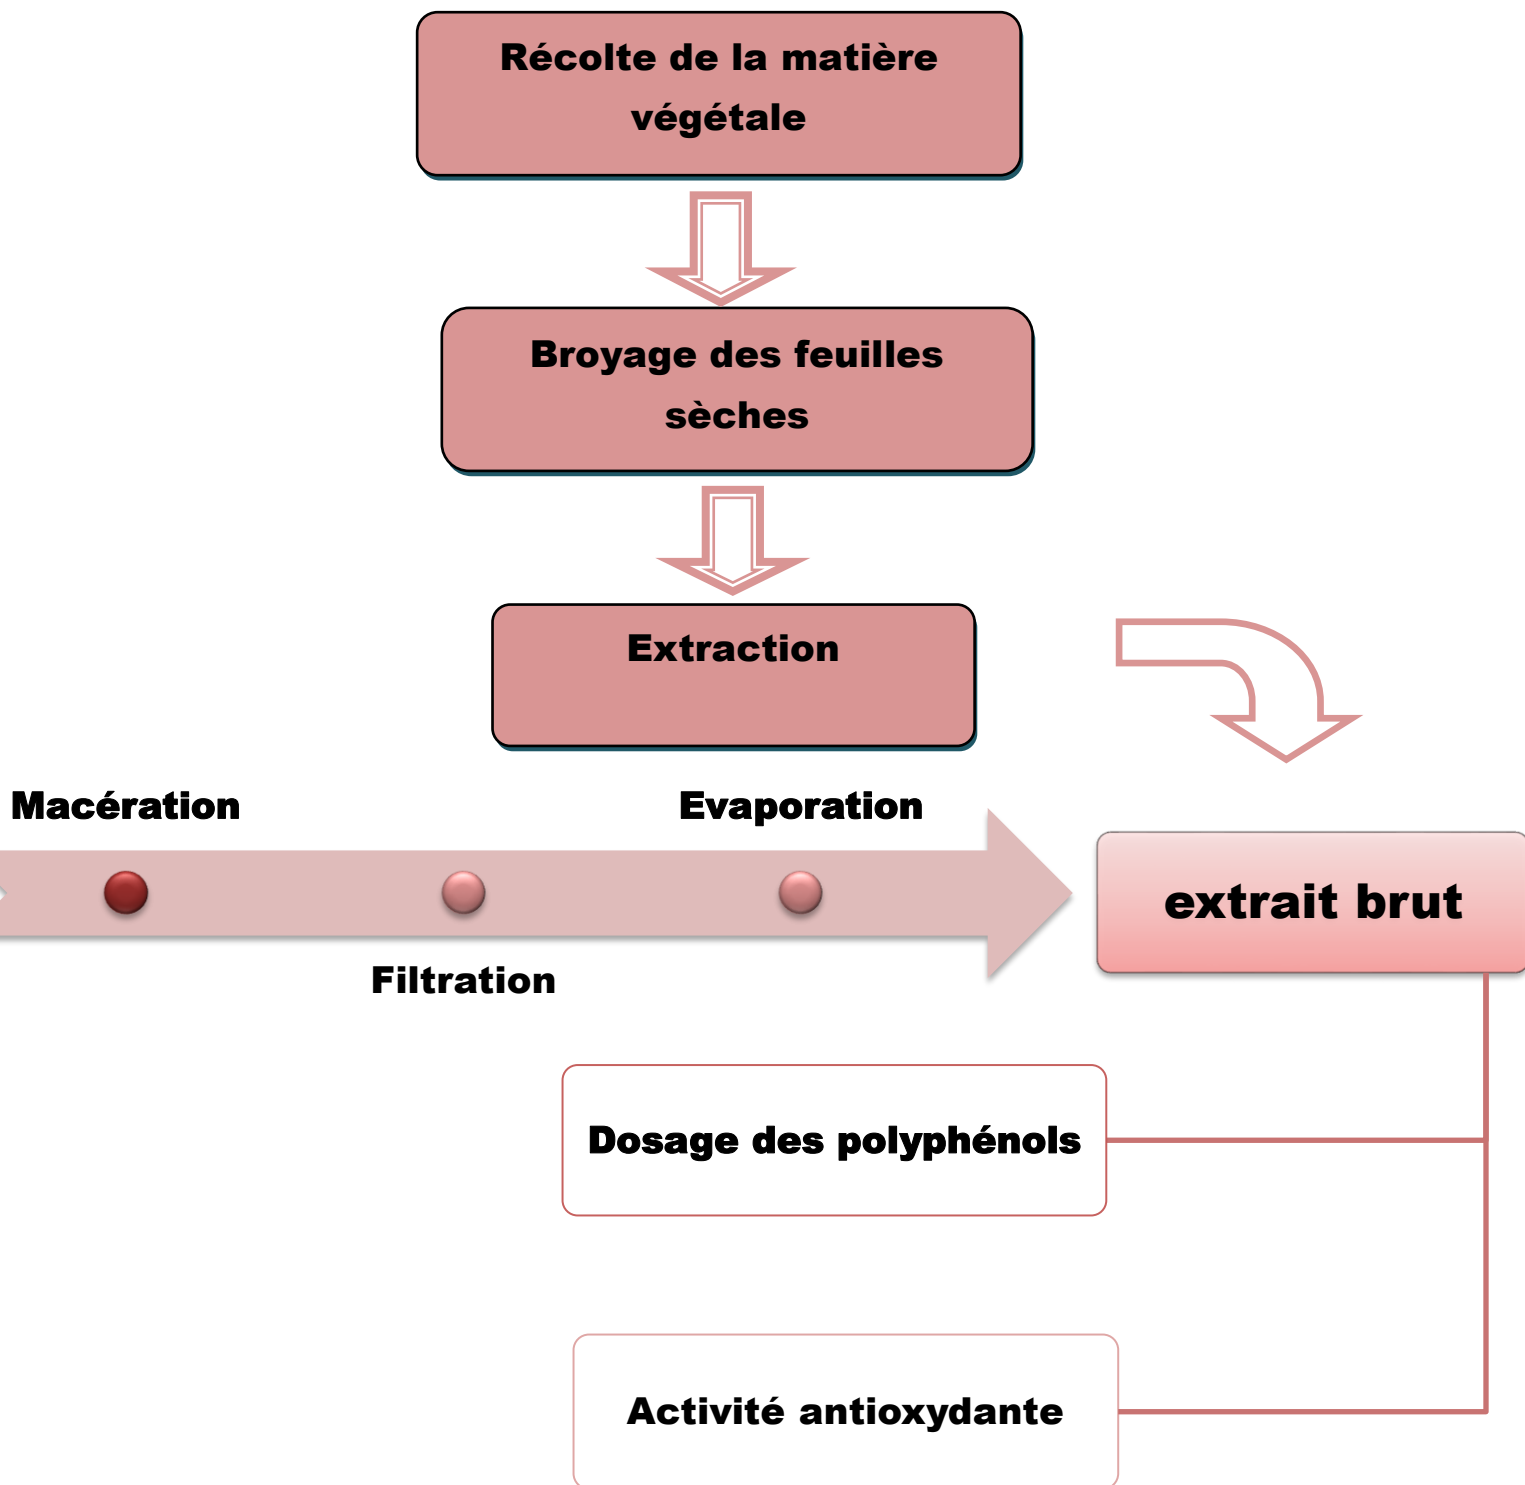 Récolte de la matière
végétale
Broyage des feuilles
sèches
Extraction
Macération
Evaporation
Filtration
extrait brut
Dosage des polyphénols
Activité antioxydante